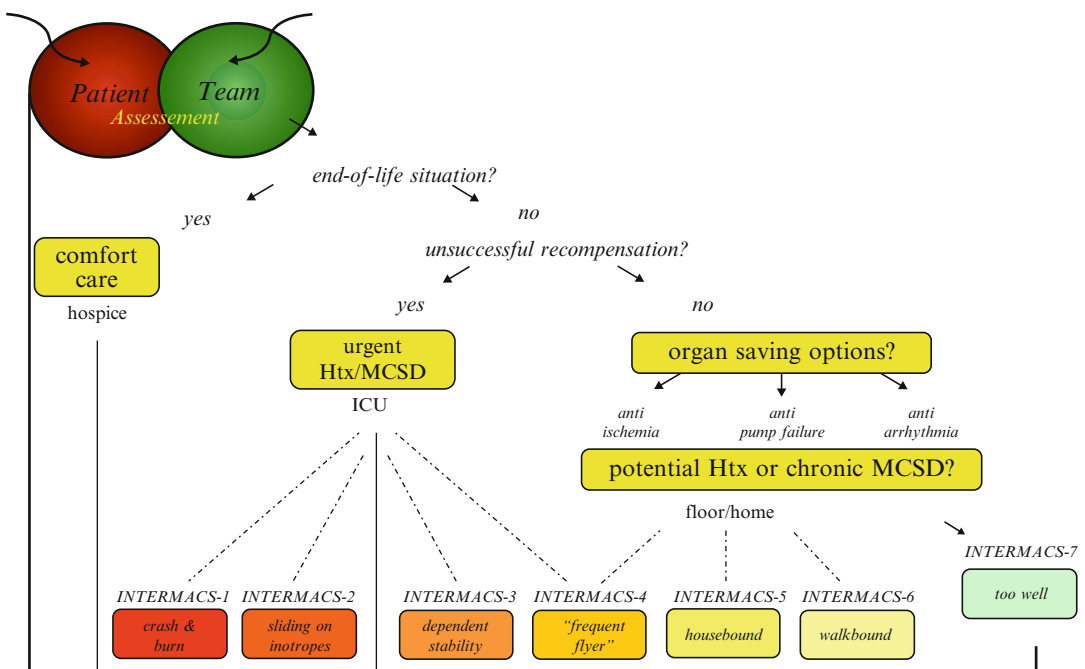 Patient Team
Assessement
end-of-life situation?
yes
no
comfort
care
hospice
unsuccessful recompensation?
yes
no
urgent
Htx/MCSD
ICU
organ saving options?
anti
ischemia
anti
pump failure
anti
arrhythmia
potential Htx or chronic MCSD?
floor/home
INTERMACS-1
crash &
burn
INTERMACS-2
sliding on
inotropes
INTERMACS-3
dependent
stability
INTERMACS-4
“frequent
flyer”
INTERMACS-5
housebound
INTERMACS-6
walkbound
INTERMACS-7
too well